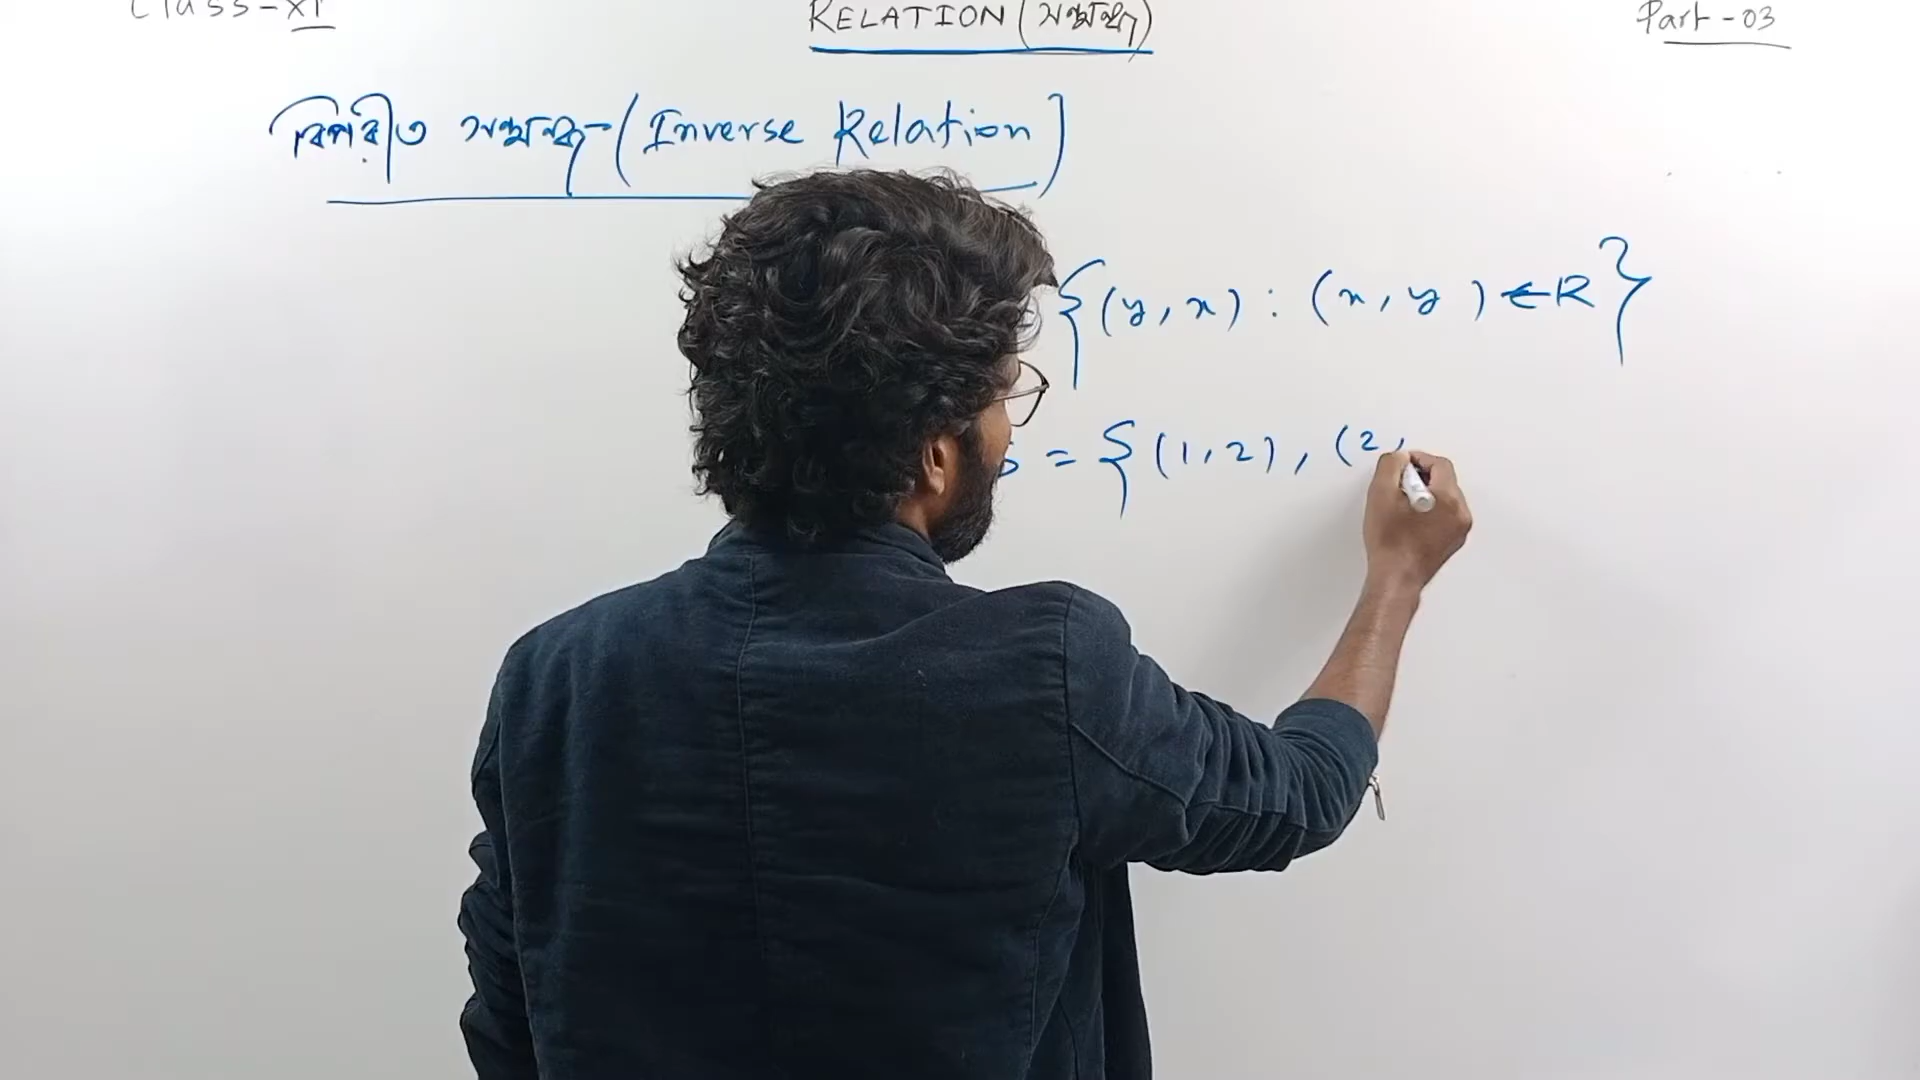 Class-XI RELATION (সম্বন্ধ) Part-03
বিপরীত সম্বন্ধ-(Inverse Relation)
{(y, x) : (x, y) ∈ R}
S = {(1, 2), (2,